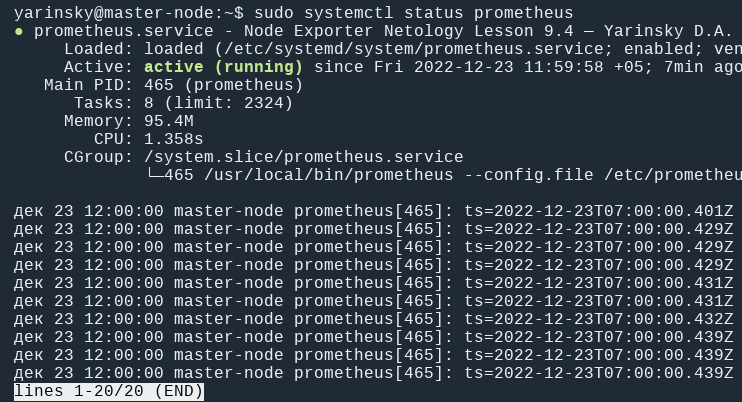 yarinsky@master-node:~$ sudo systemctl status prometheus
● prometheus.service - Node Exporter Netology Lesson 9.4 — Yarinsky D.A.
Loaded: loaded (/etc/systemd/system/prometheus.service; enabled; ven
Active: active (running) since Fri 2022-12-23 11:59:58 +05; 7min ago
Main PID: 465 (prometheus)
Tasks: 8 (limit: 2324)
Memory: 95.4M
CPU: 1.358s
CGroup: /system.slice/prometheus.service
└─465 /usr/local/bin/prometheus --config.file /etc/prometheu
дек 23 12:00:00 master-node prometheus[465]: ts=2022-12-23T07:00:00.401Z
дек 23 12:00:00 master-node prometheus[465]: ts=2022-12-23T07:00:00.429Z
дек 23 12:00:00 master-node prometheus[465]: ts=2022-12-23T07:00:00.429Z
дек 23 12:00:00 master-node prometheus[465]: ts=2022-12-23T07:00:00.429Z
дек 23 12:00:00 master-node prometheus[465]: ts=2022-12-23T07:00:00.431Z
дек 23 12:00:00 master-node prometheus[465]: ts=2022-12-23T07:00:00.431Z
дек 23 12:00:00 master-node prometheus[465]: ts=2022-12-23T07:00:00.432Z
дек 23 12:00:00 master-node prometheus[465]: ts=2022-12-23T07:00:00.439Z
дек 23 12:00:00 master-node prometheus[465]: ts=2022-12-23T07:00:00.439Z
дек 23 12:00:00 master-node prometheus[465]: ts=2022-12-23T07:00:00.439Z
lines 1-20/20 (END)